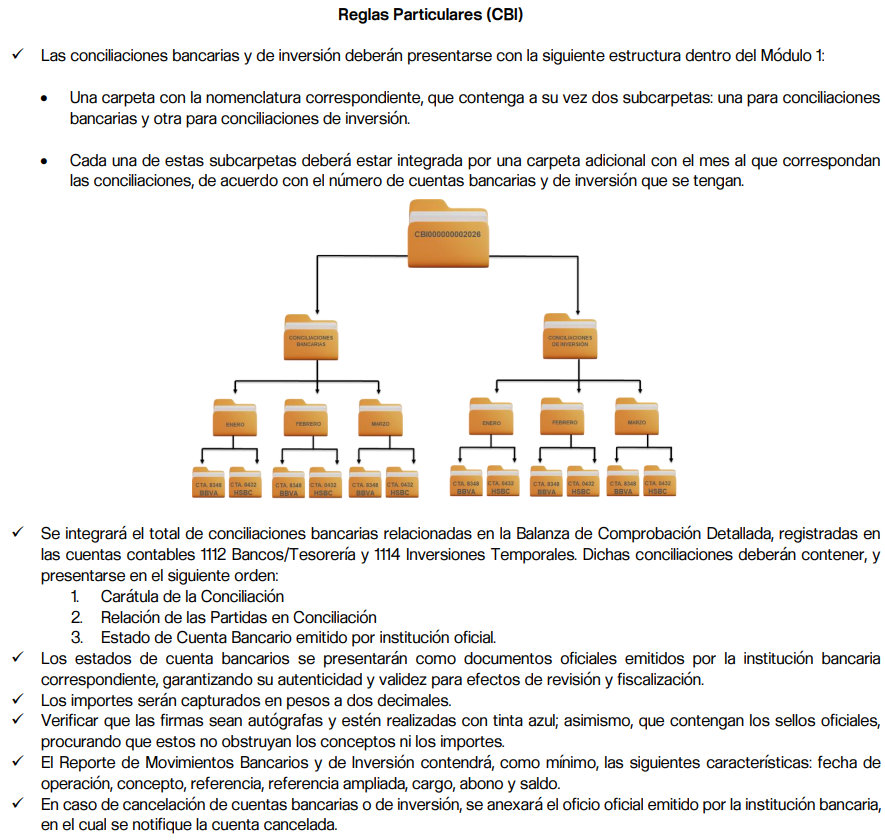 Reglas Particulares (CBI)
✓ Las conciliaciones bancarias y de inversión deberán presentarse con la siguiente estructura dentro del Módulo 1:
• Una carpeta con la nomenclatura correspondiente, que contenga a su vez dos subcarpetas: una para conciliaciones
bancarias y otra para conciliaciones de inversión.
• Cada una de estas subcarpetas deberá estar integrada por una carpeta adicional con el mes al que correspondan
las conciliaciones, de acuerdo con el número de cuentas bancarias y de inversión que se tengan.
CBI000000002026
CONCILIACIONES
BANCARIAS
CONCILIACIONES
DE INVERSIÓN
ENERO
FEBRERO
MARZO
ENERO
FEBRERO
MARZO
CTA. 8348
BBVA
CTA. 0432
HSBC
CTA. 8348
BBVA
CTA. 0432
HSBC
CTA. 8348
BBVA
CTA. 0432
HSBC
CTA. 8348
BBVA
CTA. 0432
HSBC
CTA. 8348
BBVA
CTA. 0432
HSBC
CTA. 8348
BBVA
CTA. 0432
HSBC
✓ Se integrará el total de conciliaciones bancarias relacionadas en la Balanza de Comprobación Detallada, registradas en
las cuentas contables 1112 Bancos/Tesorería y 1114 Inversiones Temporales. Dichas conciliaciones deberán contener, y
presentarse en el siguiente orden:
1. Carátula de la Conciliación
2. Relación de las Partidas en Conciliación
3. Estado de Cuenta Bancario emitido por institución oficial.
✓ Los estados de cuenta bancarios se presentarán como documentos oficiales emitidos por la institución bancaria
correspondiente, garantizando su autenticidad y validez para efectos de revisión y fiscalización.
✓ Los importes serán capturados en pesos a dos decimales.
✓ Verificar que las firmas sean autógrafas y estén realizadas con tinta azul; asimismo, que contengan los sellos oficiales,
procurando que estos no obstruyan los conceptos ni los importes.
✓ El Reporte de Movimientos Bancarios y de Inversión contendrá, como mínimo, las siguientes características: fecha de
operación, concepto, referencia, referencia ampliada, cargo, abono y saldo.
✓ En caso de cancelación de cuentas bancarias o de inversión, se anexará el oficio oficial emitido por la institución bancaria,
en el cual se notifique la cuenta cancelada.